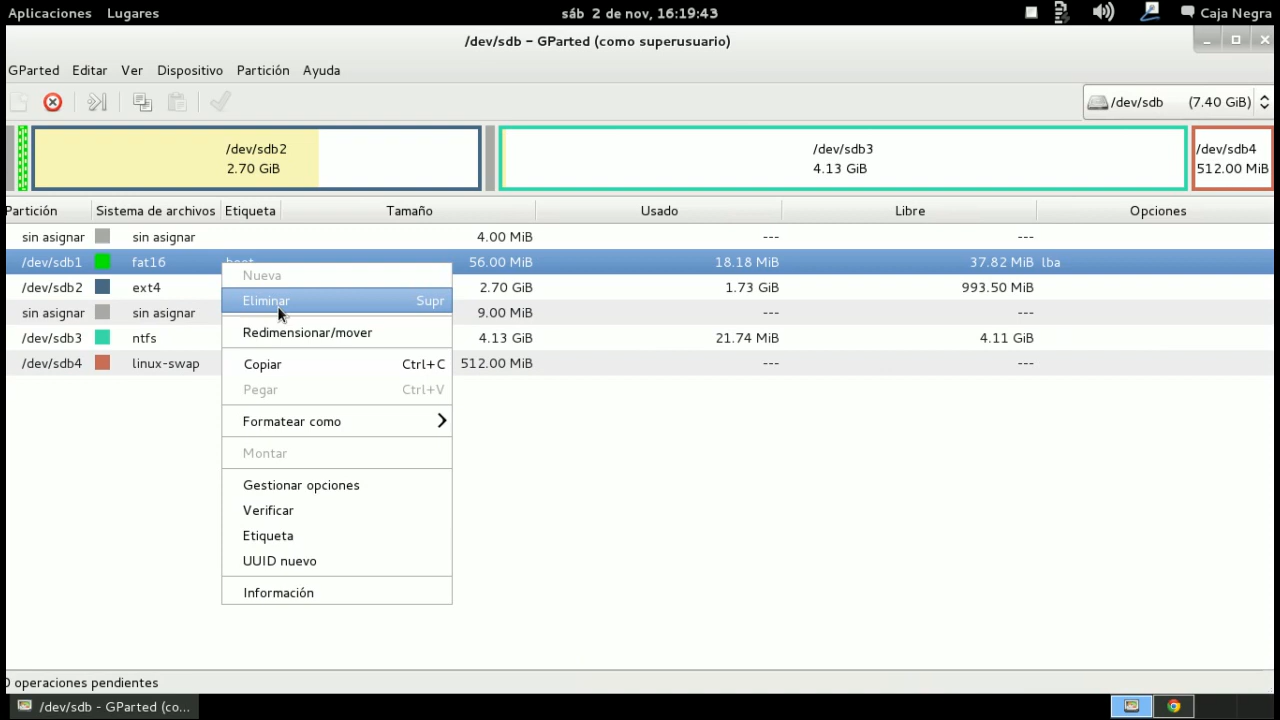 Aplicaciones Lugares sáb 2 de nov, 16:19:43 Caja Negra
/dev/sdb – GParted (como superusuario)
GParted Editar Ver Dispositivo Partición Ayuda
/dev/sdb (7.40 GiB)
/dev/sdb2 /dev/sdb3 /dev/sdb4
2.70 GiB 4.13 GiB 512.00 MiB
Partición Sistema de archivos Etiqueta Tamaño Usado Libre Opciones
sin asignar sin asignar 4.00 MiB --- ---
/dev/sdb1 fat16 boot 56.00 MiB 18.18 MiB 37.82 MiB lba
/dev/sdb2 ext4 2.70 GiB 1.73 GiB 993.50 MiB
sin asignar sin asignar 9.00 MiB --- ---
/dev/sdb3 ntfs 4.13 GiB 21.74 MiB 4.11 GiB
/dev/sdb4 linux-swap 512.00 MiB --- ---
Nueva
Eliminar Supr
Redimensionar/mover
Copiar Ctrl+C
Pegar Ctrl+V
Formatear como
Montar
Gestionar opciones
Verificar
Etiqueta
UUID nuevo
Información
0 operaciones pendientes
/dev/sdb – GParted (co...